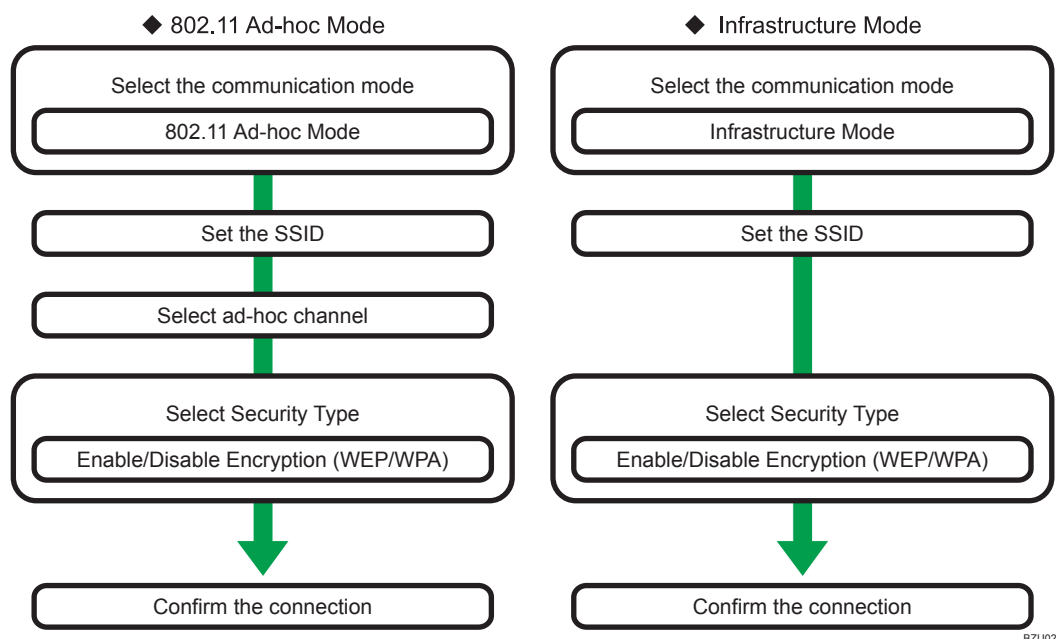 ◆ 802.11 Ad-hoc Mode
Select the communication mode
802.11 Ad-hoc Mode
Set the SSID
Select ad-hoc channel
Select Security Type
Enable/Disable Encryption (WEP/WPA)
Confirm the connection
◆ Infrastructure Mode
Select the communication mode
Infrastructure Mode
Set the SSID
Select Security Type
Enable/Disable Encryption (WEP/WPA)
Confirm the connection